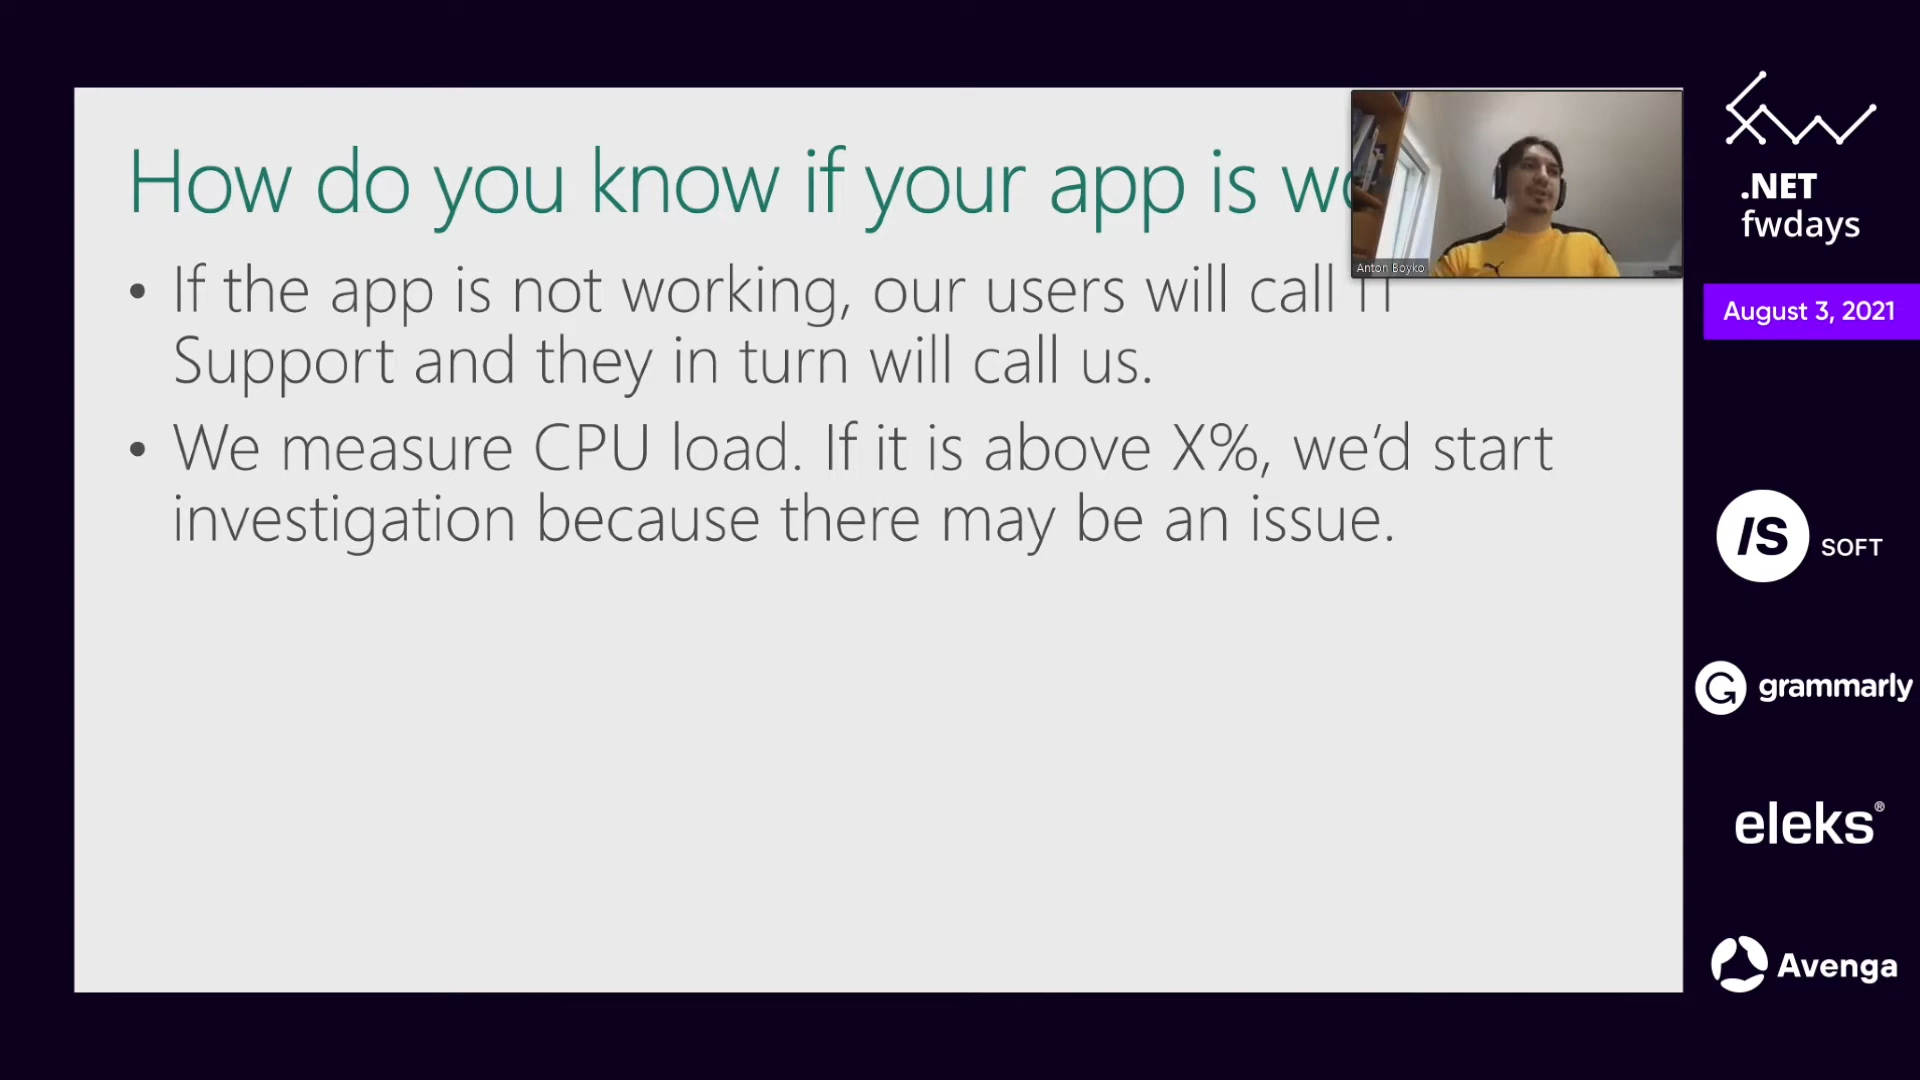 How do you know if your app is
If the app is not working, our users will call IT
Support and they in turn will call us.
We measure CPU load. If it is above X%, we'd start
investigation because there may be an issue.
Anton Boyko
.NET
fwdays
August 3, 2021
/S SOFT
grammarly
eleks®
Avenga